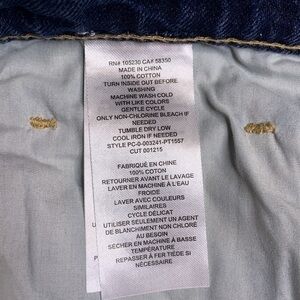 RN# 105230 CA# 58350
MADE IN CHINA
100% COTTON
TURN INSIDE OUT BEFORE
WASHING
MACHINE WASH COLD
WITH LIKE COLORS
GENTLE CYCLE
ONLY NON-CHLORINE BLEACH IF
NEEDED
TUMBLE DRY LOW
COOL IRON IF NEEDED
STYLE PC-0-003241-PT1557
CUT 001215
FABRIQUÉ EN CHINE
100% COTON
RETOURNER AVANT LE LAVAGE
LAVER EN MACHINE À L'EAU
FROIDE
LAVER AVEC COULEURS
SIMILAIRES
CYCLE DÉLICAT
UTILISER SEULEMENT UN AGENT
DE BLANCHIMENT NON CHLORÉ
AU BESOIN
SÉCHER EN MACHINE À BASSE
TEMPÉRATURE
REPASSER À FER TIÈDE SI
NÉCESSAIRE